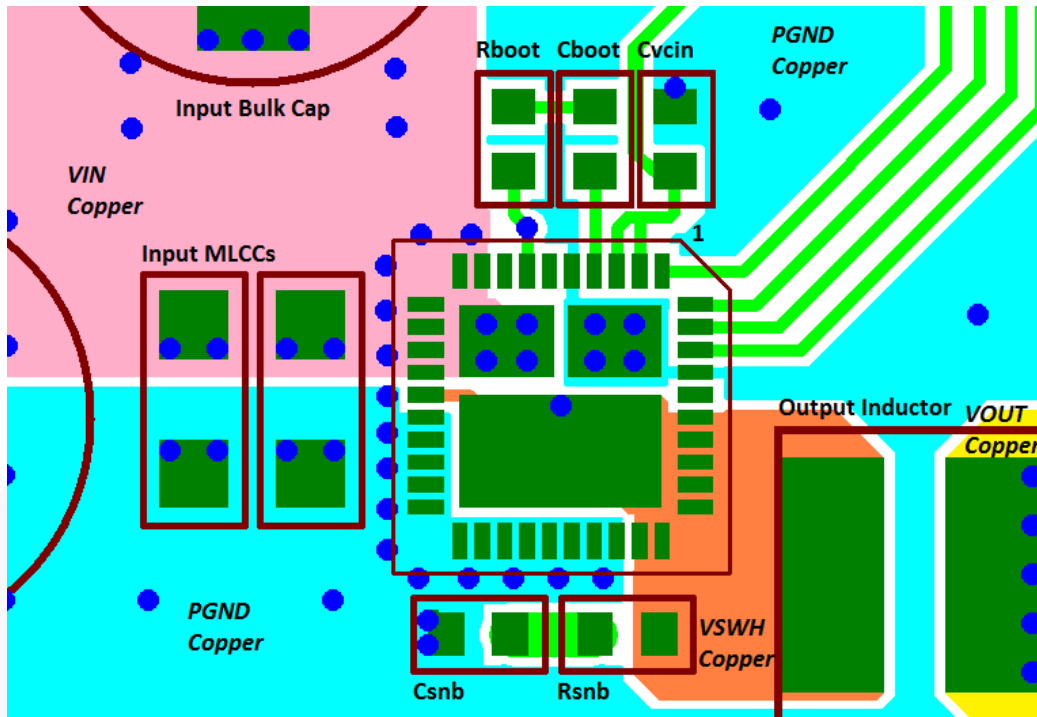 Rboot Cboot Cvcin
PGND
Copper
Input Bulk Cap
VIN
Copper
1
Input MLCCs
Output Inductor
VOUT
Copper
PGND
Copper
VSWH
Copper
Csnb
Rsnb